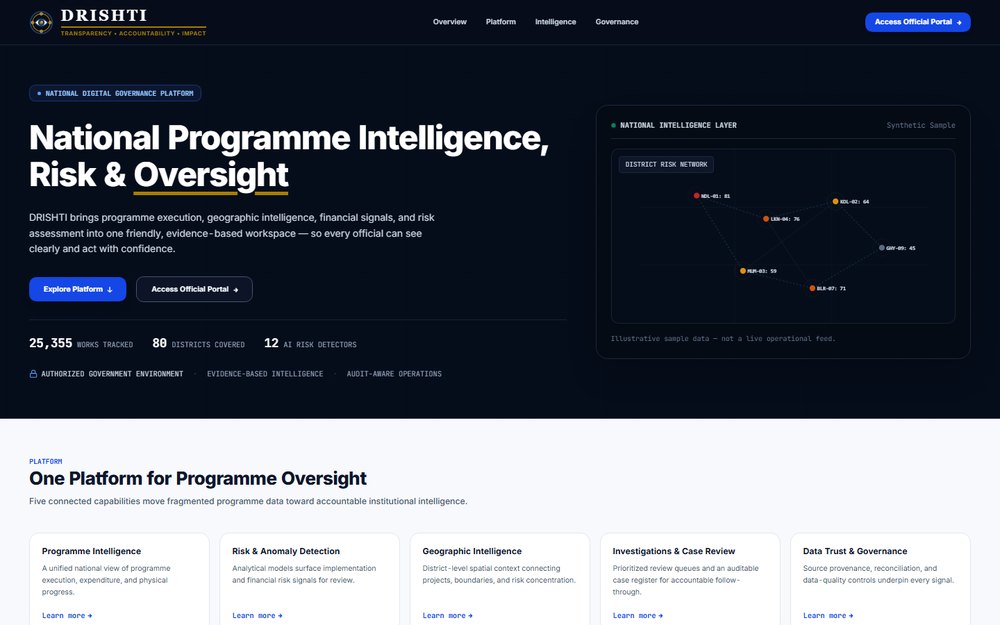 DRISHTI
TRANSPARENCY • ACCOUNTABILITY • IMPACT
Overview
Platform
Intelligence
Governance
Access Official Portal →
NATIONAL DIGITAL GOVERNANCE PLATFORM
National Programme Intelligence,
Risk & Oversight
DRISHTI brings programme execution, geographic intelligence, financial signals, and risk
assessment into one friendly, evidence-based workspace — so every official can see
clearly and act with confidence.
Explore Platform ↓
Access Official Portal →
25,355 WORKS TRACKED
80 DISTRICTS COVERED
12 AI RISK DETECTORS
AUTHORIZED GOVERNMENT ENVIRONMENT · EVIDENCE-BASED INTELLIGENCE · AUDIT-AWARE OPERATIONS
NATIONAL INTELLIGENCE LAYER
Synthetic Sample
DISTRICT RISK NETWORK
NDL-01: 81
KOL-02: 64
LKN-04: 76
GHY-09: 45
MUM-03: 59
BLR-07: 71
Illustrative sample data — not a live operational feed.
PLATFORM
One Platform for Programme Oversight
Five connected capabilities move fragmented programme data toward accountable institutional intelligence.
Programme Intelligence
A unified national view of programme
execution, expenditure, and physical
progress.
Learn more →
Risk & Anomaly Detection
Analytical models surface implementation
and financial risk signals for review.
Learn more →
Geographic Intelligence
District-level spatial context connecting
projects, boundaries, and risk concentration.
Learn more →
Investigations & Case Review
Prioritized review queues and an auditable
case register for accountable follow-
through.
Learn more →
Data Trust & Governance
Source provenance, reconciliation, and
data-quality controls underpin every signal.
Learn more →